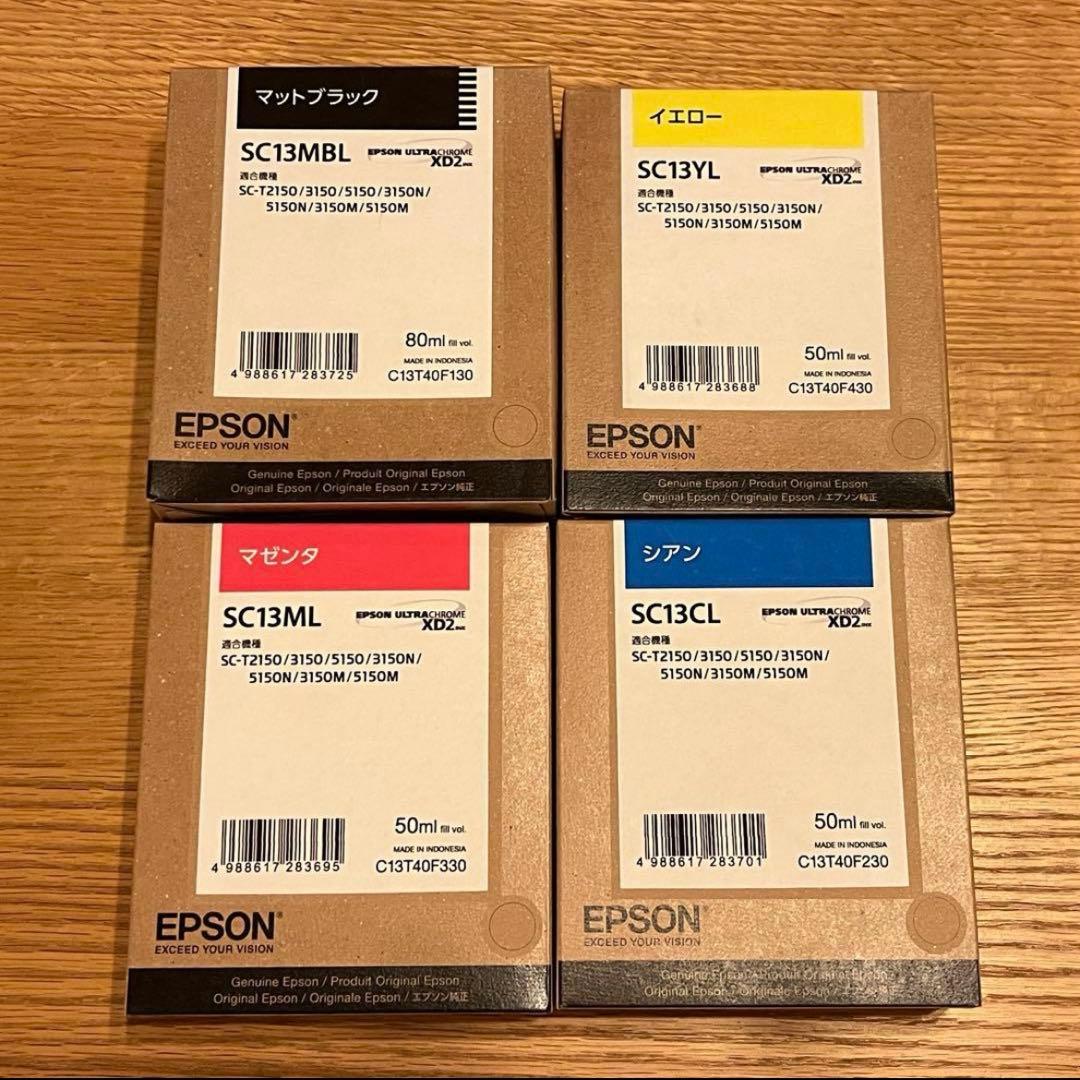 マットブラック
SC13MBL
EPSON ULTRACHROME
XD2 INK
適合機種
SC-T2150/3150/5150/3150N/
5150N/3150M/5150M
80ml fill vol.
MADE IN INDONESIA
4 988617 283725
C13T40F130
EPSON
EXCEED YOUR VISION
Genuine Epson / Produit Original Epson
Original Epson / Originale Epson / エプソン純正
イエロー
SC13YL
EPSON ULTRACHROME
XD2 INK
適合機種
SC-T2150/3150/5150/3150N/
5150N/3150M/5150M
50ml fill vol.
MADE IN INDONESIA
4 988617 283688
C13T40F430
EPSON
EXCEED YOUR VISION
Genuine Epson / Produit Original Epson
Original Epson / Originale Epson / エプソン純正
マゼンタ
SC13ML
EPSON ULTRACHROME
XD2 INK
適合機種
SC-T2150/3150/5150/3150N/
5150N/3150M/5150M
50ml fill vol.
MADE IN INDONESIA
4 988617 283695
C13T40F330
EPSON
EXCEED YOUR VISION
Genuine Epson / Produit Original Epson
Original Epson / Originale Epson / エプソン純正
シアン
SC13CL
EPSON ULTRACHROME
XD2 INK
適合機種
SC-T2150/3150/5150/3150N/
5150N/3150M/5150M
50ml fill vol.
MADE IN INDONESIA
4 988617 283701
C13T40F230
EPSON
EXCEED YOUR VISION
Genuine Epson / Produit Original Epson
Original Epson / Originale Epson / エプソン純正